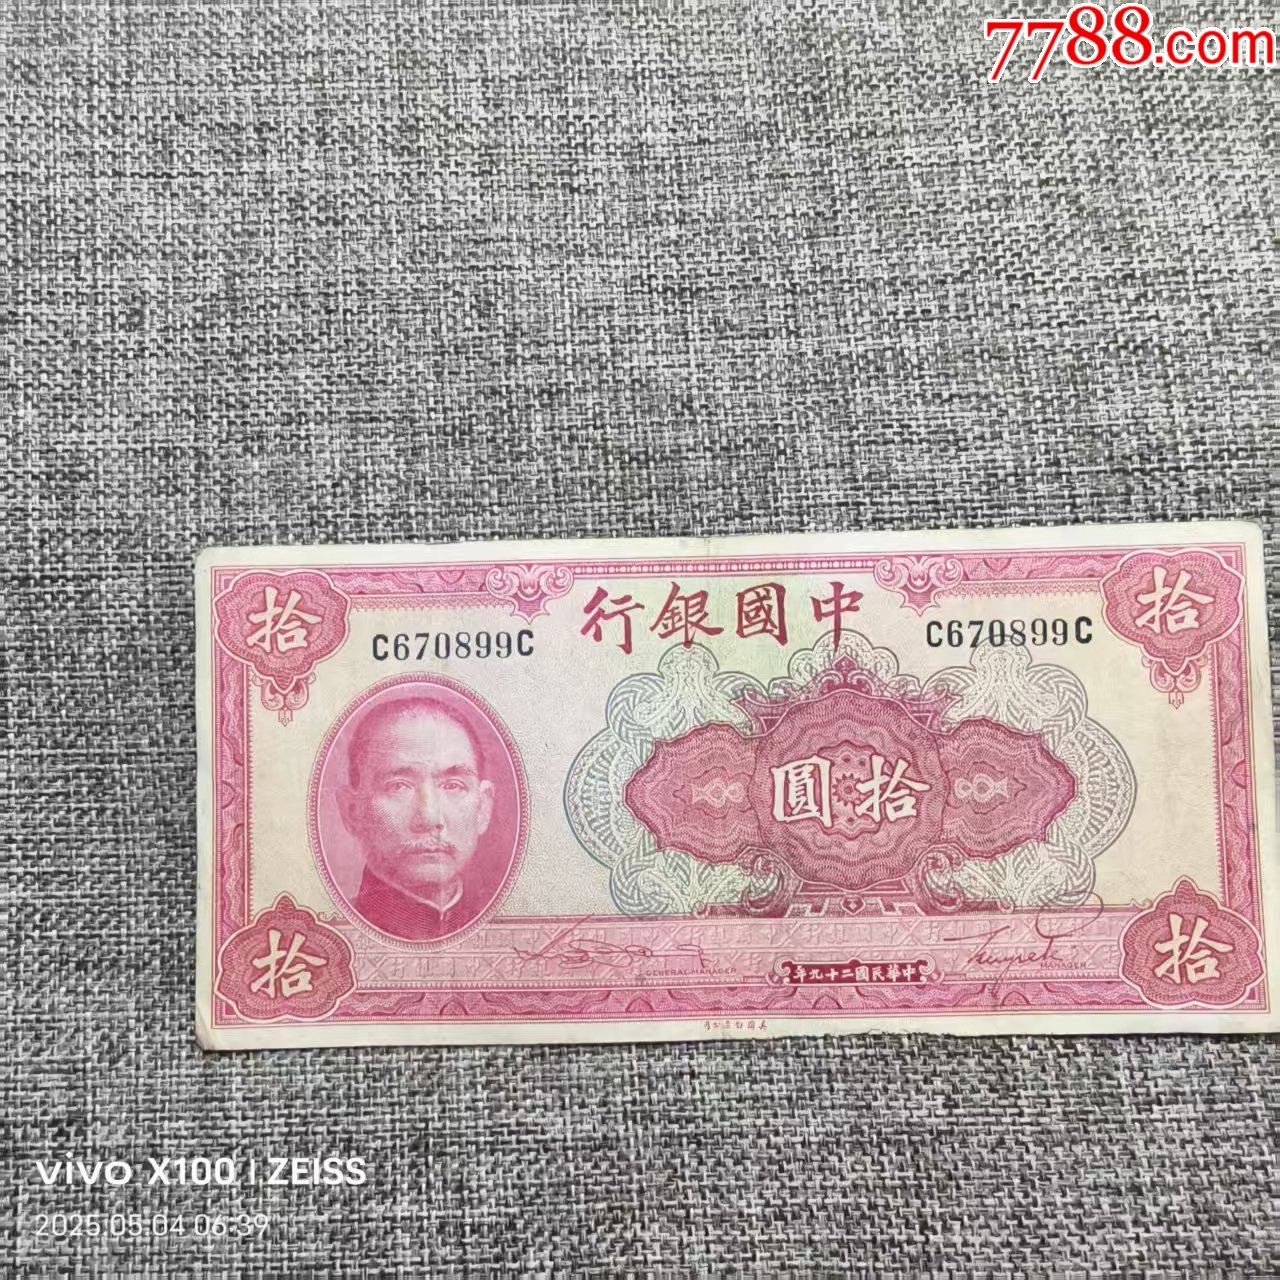 7788.com
拾
行銀國中
拾
C670899C
C670899C
圓拾
拾
GENERAL MANAGER
年九十二國民華中
MANAGER
拾
vivo X100 | ZEISS
2025.05.04 06:39